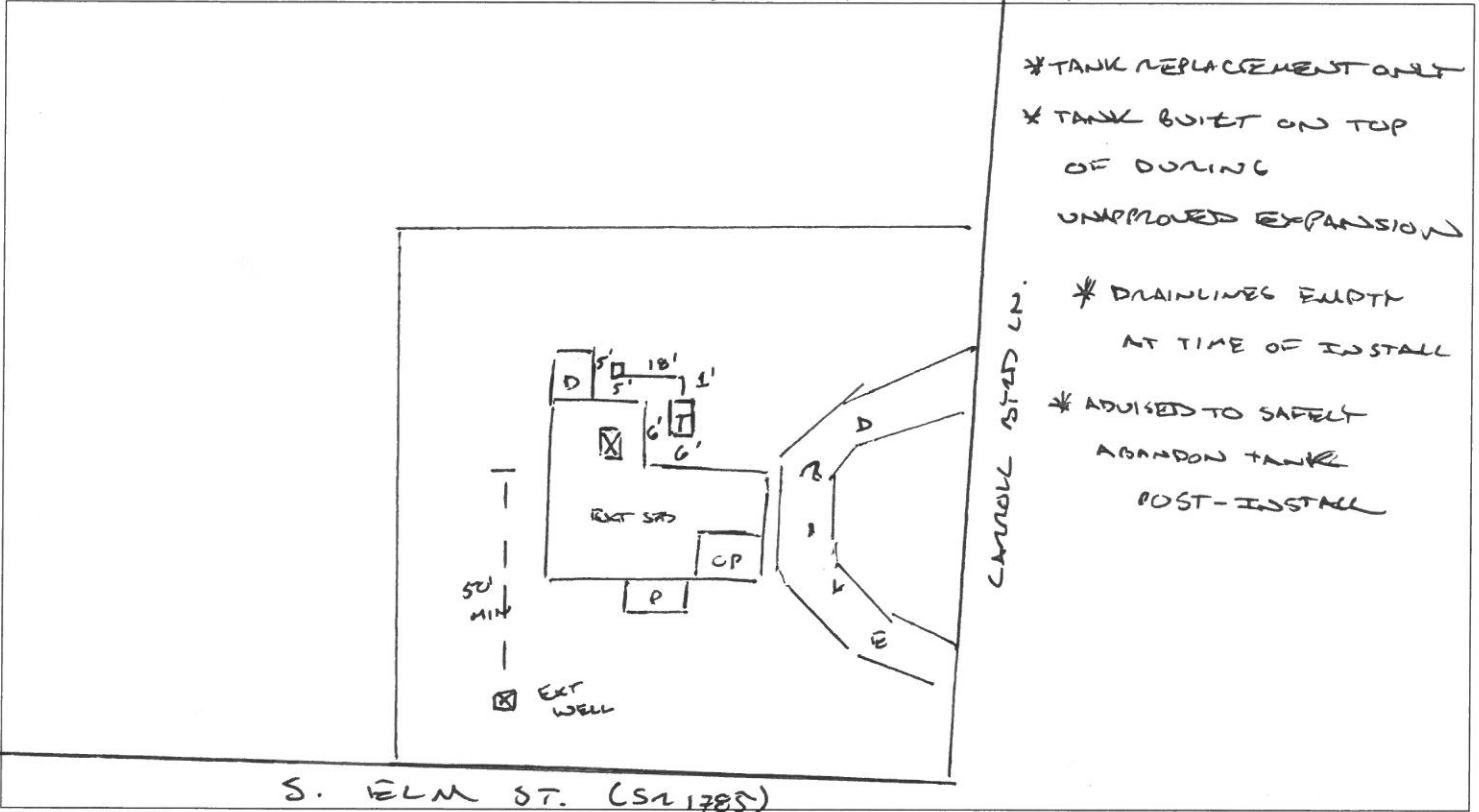 * TANK REPLACEMENT ONLY
* TANK BUILT ON TOP
OF DURING
UNAPPROVED EXPANSION
* DRAINLINES EMPTY
AT TIME OF INSTALL
* ADVISED TO SAFELY
ABANDON TANK
POST-INSTALL
CARROLL LN.
D
5'
18'
1'
5'
T
6'
6'
X
EXT SFD
CP
P
D
R
I
V
E
50'
MIN
X
EXT
WELL
S. ELM ST. (SR 1785)